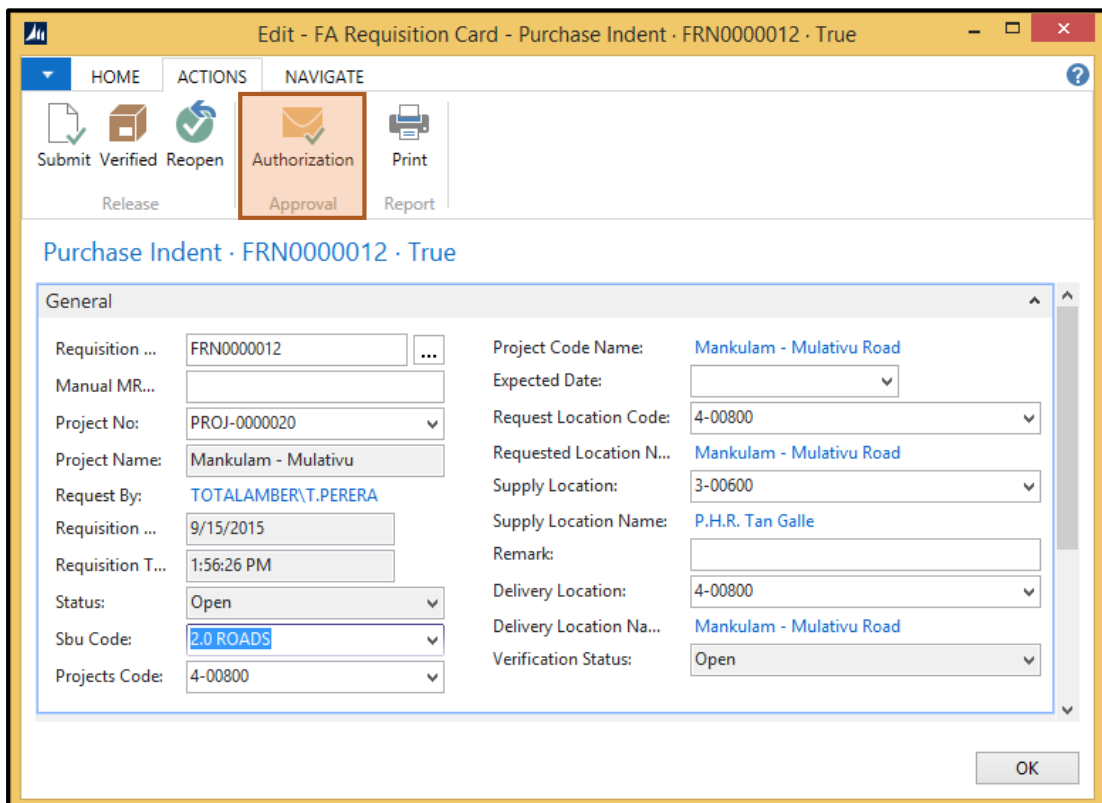 Edit - FA Requisition Card - Purchase Indent · FRN0000012 · True
HOME ACTIONS NAVIGATE
Submit Verified Reopen Authorization Print
Release Approval Report
Purchase Indent · FRN0000012 · True
General
Requisition ... FRN0000012 ...
Manual MR...
Project No: PROJ-0000020
Project Name: Mankulam - Mulativu
Request By: TOTALAMBER\T.PERERA
Requisition ... 9/15/2015
Requisition T... 1:56:26 PM
Status: Open
Sbu Code: 2.0 ROADS
Projects Code: 4-00800
Project Code Name: Mankulam - Mulativu Road
Expected Date:
Request Location Code: 4-00800
Requested Location N... Mankulam - Mulativu Road
Supply Location: 3-00600
Supply Location Name: P.H.R. Tan Galle
Remark:
Delivery Location: 4-00800
Delivery Location Na... Mankulam - Mulativu Road
Verification Status: Open
OK